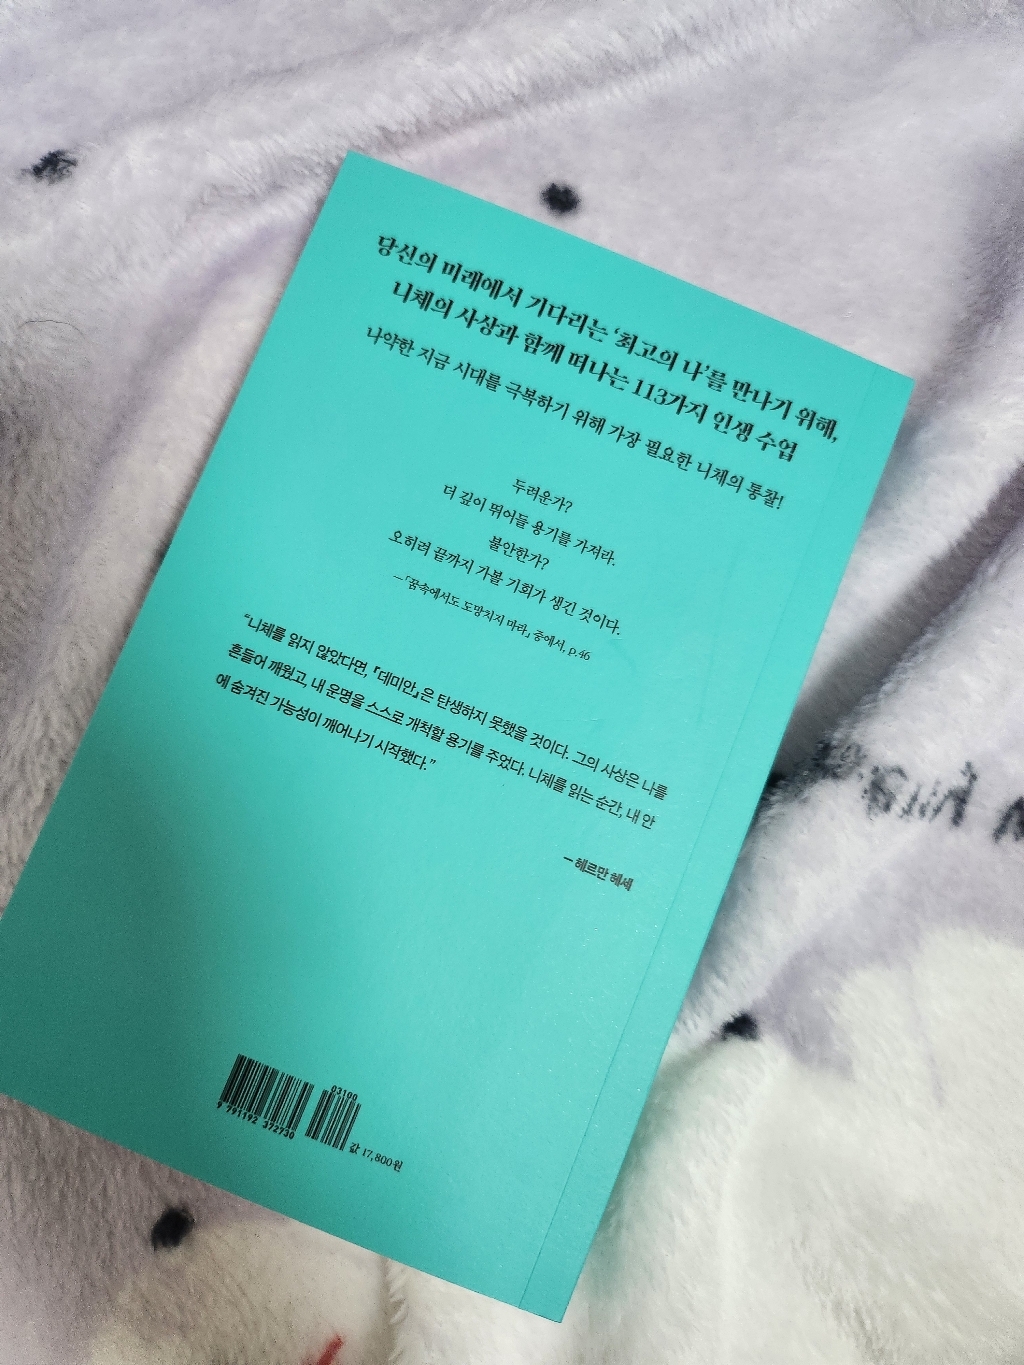 당신의 미래에서 기다리는 ‘최고의 나’를 만나기 위해,
니체의 사상과 함께 떠나는 113가지 인생 수업
나약한 지금 시대를 극복하기 위해 가장 필요한 니체의 통찰!
두려운가?
더 깊이 뛰어들 용기를 가져라.
불안한가?
오히려 끝까지 가볼 기회가 생긴 것이다.
–「꿈속에서도 도망치지 마라」 중에서, p.46
“니체를 읽지 않았다면, 『데미안』은 탄생하지 못했을 것이다. 그의 사상은 나를
흔들어 깨웠고, 내 운명을 스스로 개척할 용기를 주었다. 니체를 읽는 순간, 내 안
에 숨겨진 가능성이 깨어나기 시작했다.”
– 헤르만 헤세
03100
9 791192 372730
값 17,800원